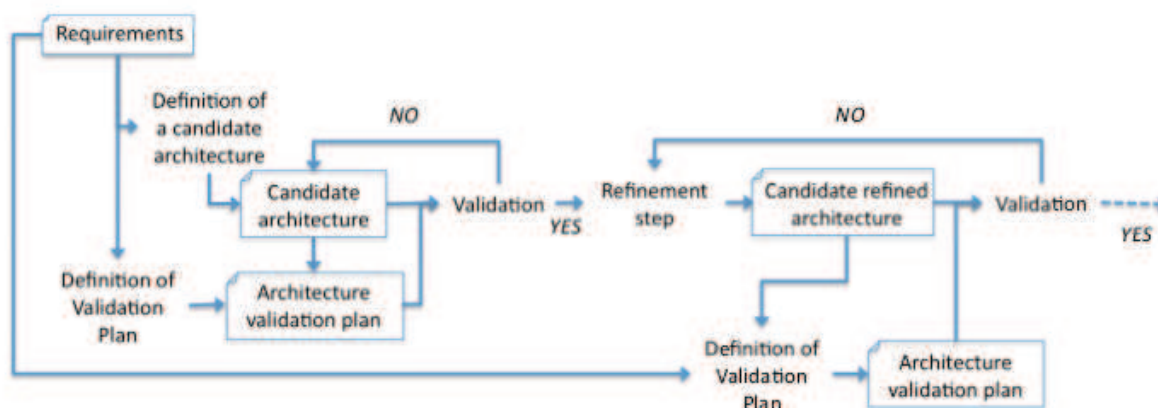 Requirements
Definition of
a candidate
architecture
NO
Candidate
architecture
Validation
YES
Definition of
Validation
Plan
Architecture
validation plan
NO
Refinement
step
Candidate refined
architecture
Validation
YES
Definition of
Validation
Plan
Architecture
validation plan